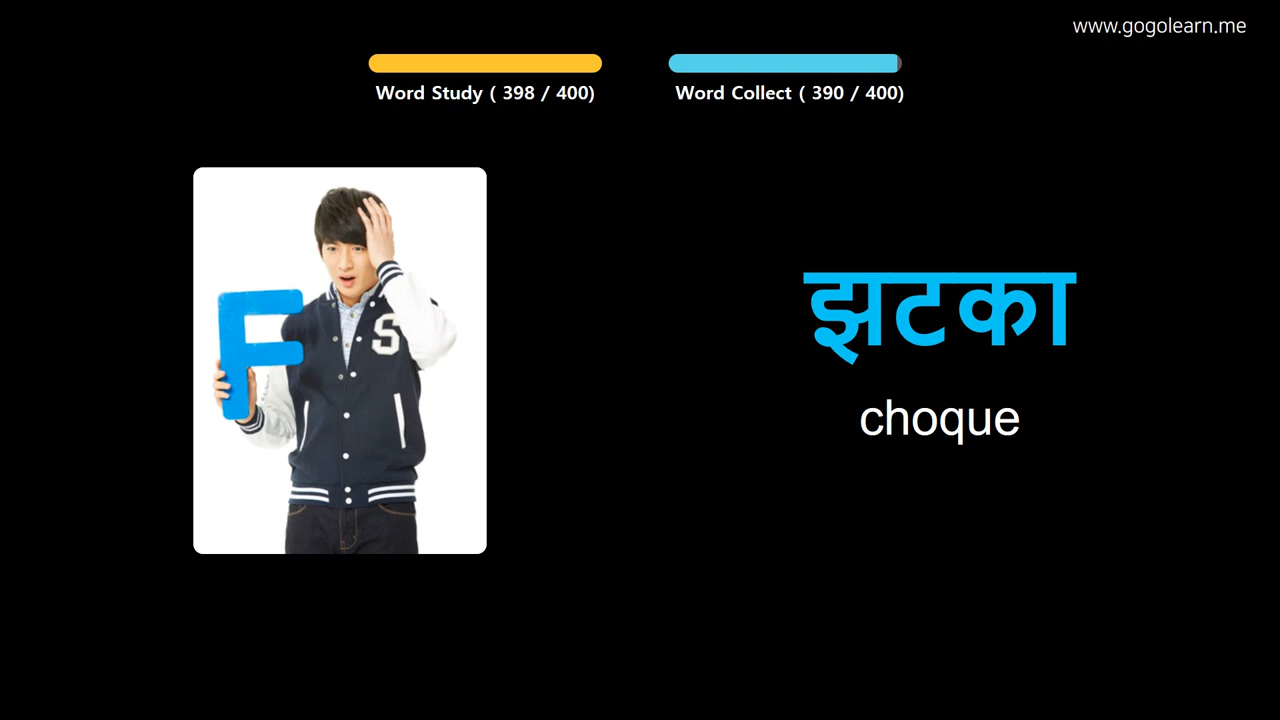 www.gogolearn.me
Word Study ( 398 / 400)
Word Collect ( 390 / 400)
F
S
झटका
choque